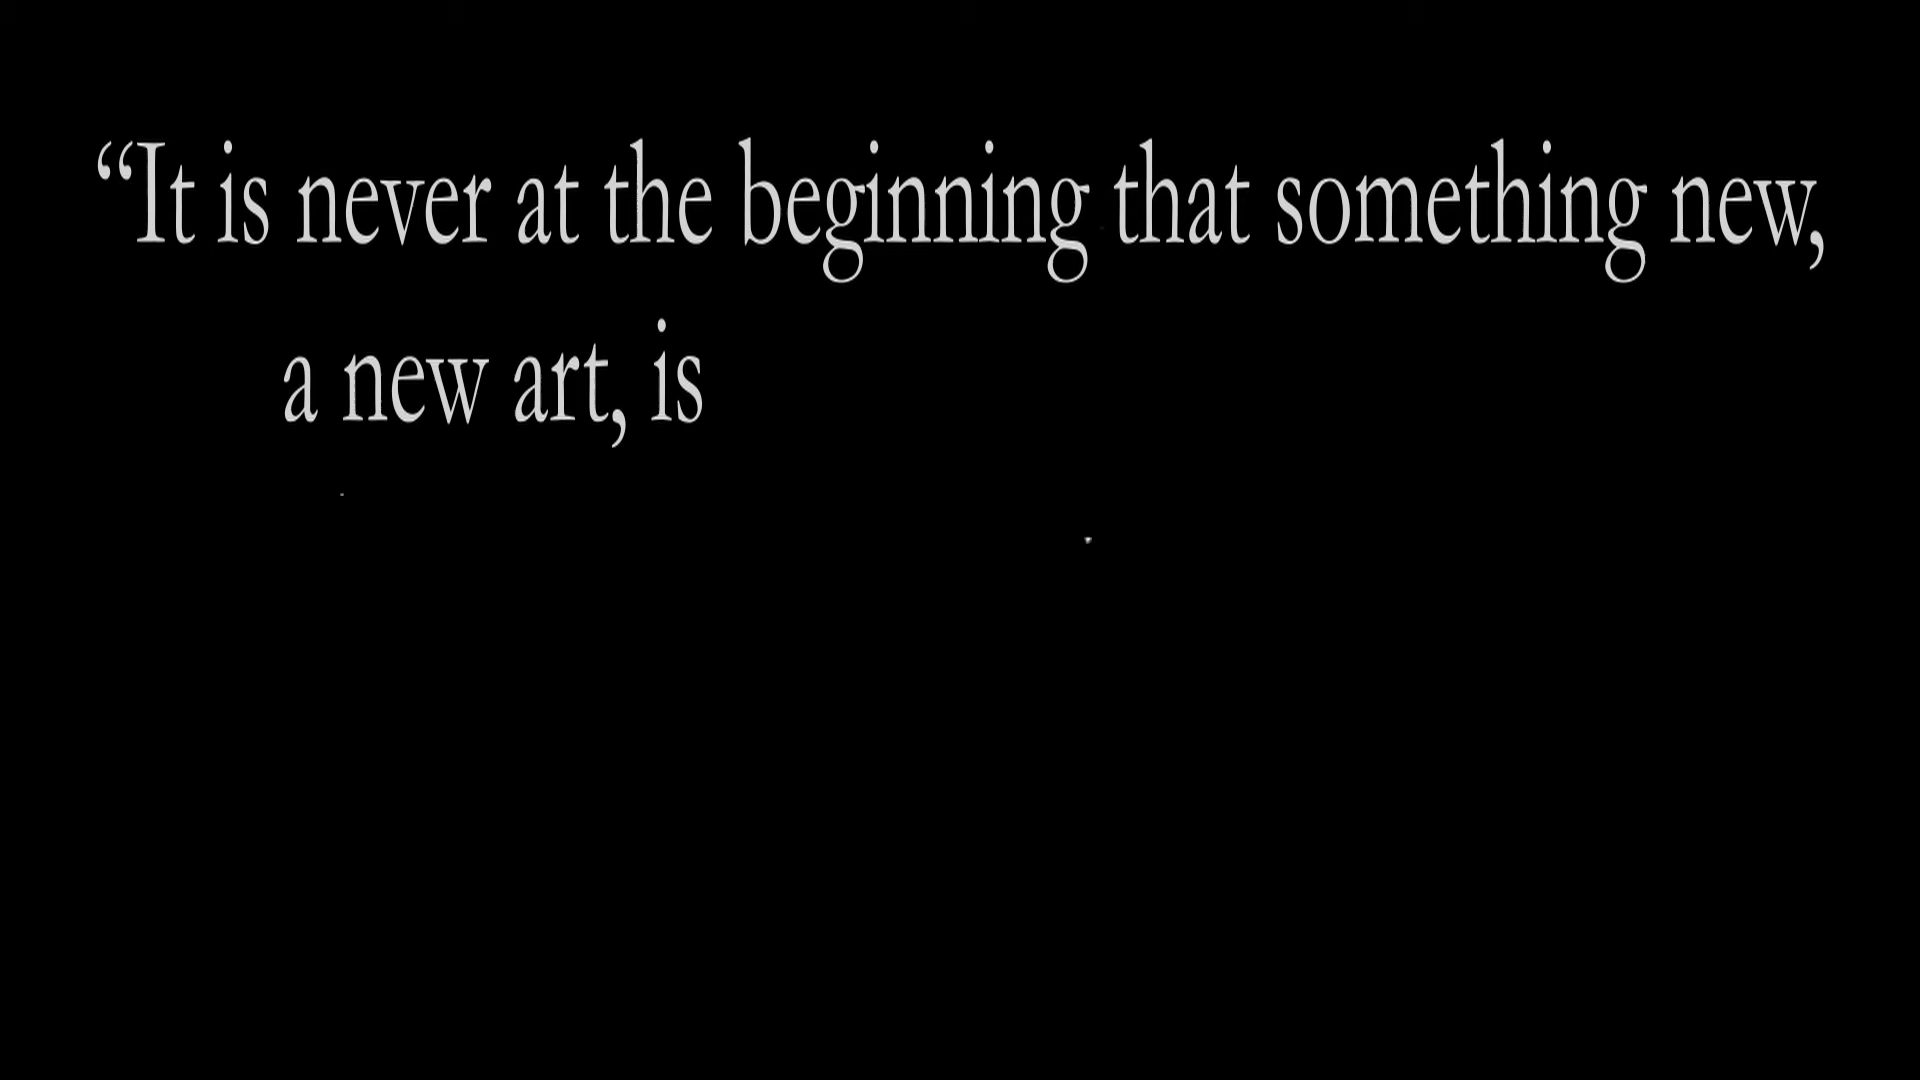 “It is never at the beginning that something new,
a new art, is